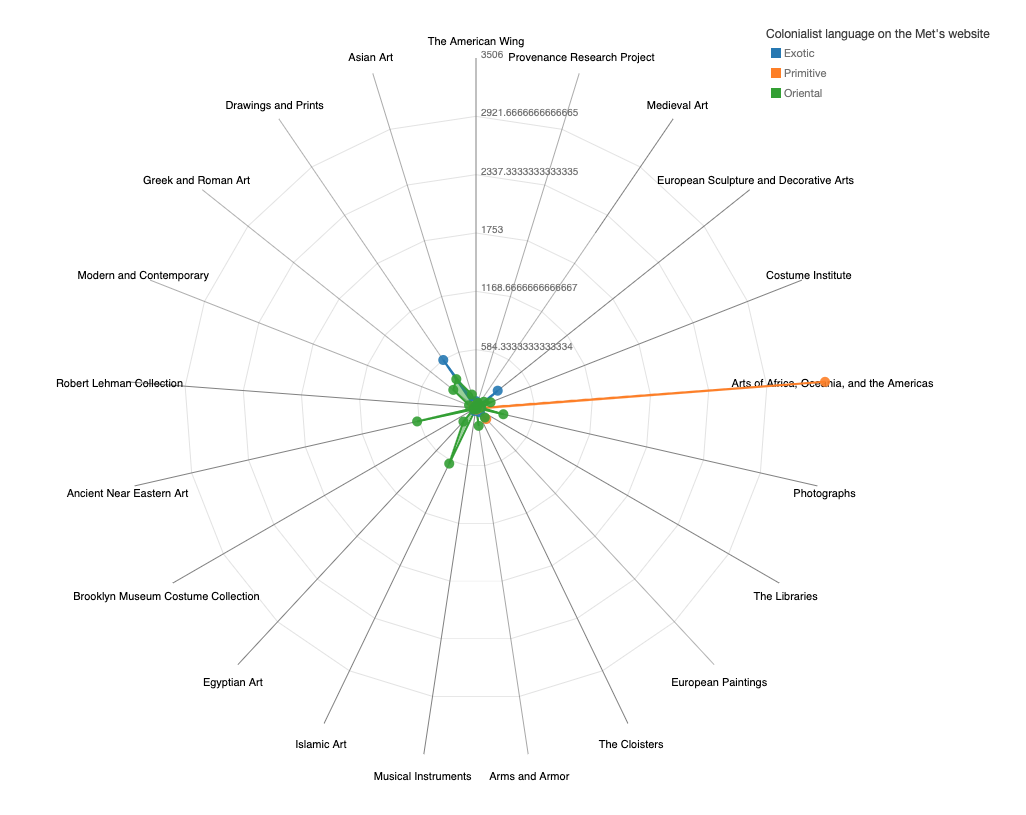 Colonialist language on the Met's website
Exotic
Primitive
Oriental
The American Wing
3506
Asian Art
Provenance Research Project
Drawings and Prints
Medieval Art
2921.6666666666665
Greek and Roman Art
2337.3333333333335
European Sculpture and Decorative Arts
1753
Modern and Contemporary
Costume Institute
1168.6666666666667
584.3333333333334
Robert Lehman Collection
Arts of Africa, Oceania, and the Americas
Ancient Near Eastern Art
Photographs
Brooklyn Museum Costume Collection
The Libraries
Egyptian Art
European Paintings
Islamic Art
The Cloisters
Musical Instruments
Arms and Armor